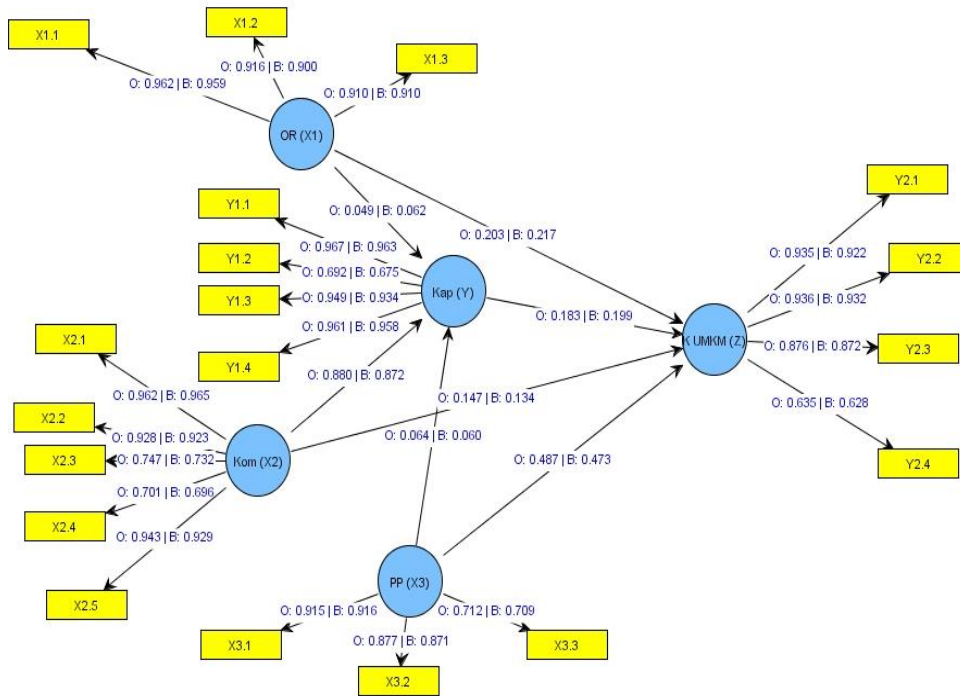 X1.1
X1.2
X1.3
O: 0.962 | B: 0.959
O: 0.916 | B: 0.900
O: 0.910 | B: 0.910
OR (X1)
Y1.1
Y1.2
Y1.3
Y1.4
O: 0.049 | B: 0.062
O: 0.967 | B: 0.963
O: 0.692 | B: 0.675
O: 0.949 | B: 0.934
O: 0.961 | B: 0.958
Kap (Y)
O: 0.203 | B: 0.217
O: 0.183 | B: 0.199
Y2.1
Y2.2
Y2.3
Y2.4
O: 0.935 | B: 0.922
O: 0.936 | B: 0.932
O: 0.876 | B: 0.872
O: 0.635 | B: 0.628
K UMKM (Z)
X2.1
X2.2
X2.3
X2.4
X2.5
O: 0.962 | B: 0.965
O: 0.928 | B: 0.923
O: 0.747 | B: 0.732
O: 0.701 | B: 0.696
O: 0.943 | B: 0.929
Kom (X2)
O: 0.880 | B: 0.872
O: 0.147 | B: 0.134
O: 0.064 | B: 0.060
O: 0.487 | B: 0.473
PP (X3)
O: 0.915 | B: 0.916
O: 0.877 | B: 0.871
O: 0.712 | B: 0.709
X3.1
X3.2
X3.3